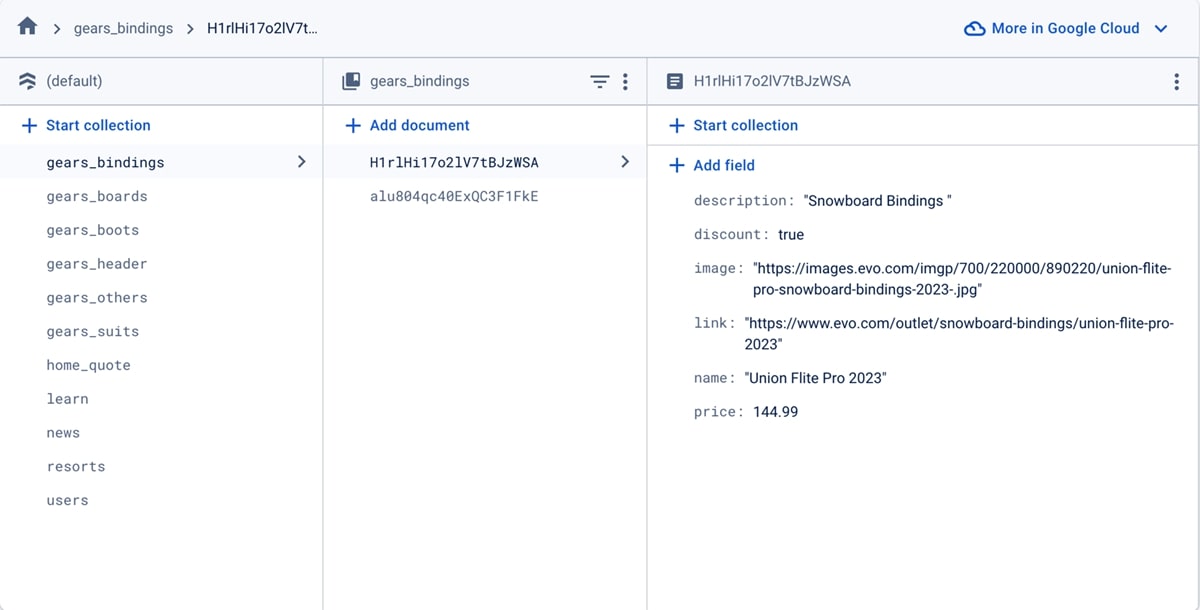 gears_bindings H1rlHi17o2lV7t...
More in Google Cloud
(default)
gears_bindings
H1rlHi17o2lV7tBJzWSA
Start collection
Add document
Start collection
gears_bindings
gears_boards
gears_boots
gears_header
gears_others
gears_suits
home_quote
learn
news
resorts
users
H1rlHi17o2lV7tBJzWSA
alu804qc40ExQC3F1FkE
Add field
description: "Snowboard Bindings "
discount: true
image: "https://images.evo.com/imgp/700/220000/890220/union-flite-
pro-snowboard-bindings-2023-.jpg"
link: "https://www.evo.com/outlet/snowboard-bindings/union-flite-pro-
2023"
name: "Union Flite Pro 2023"
price: 144.99